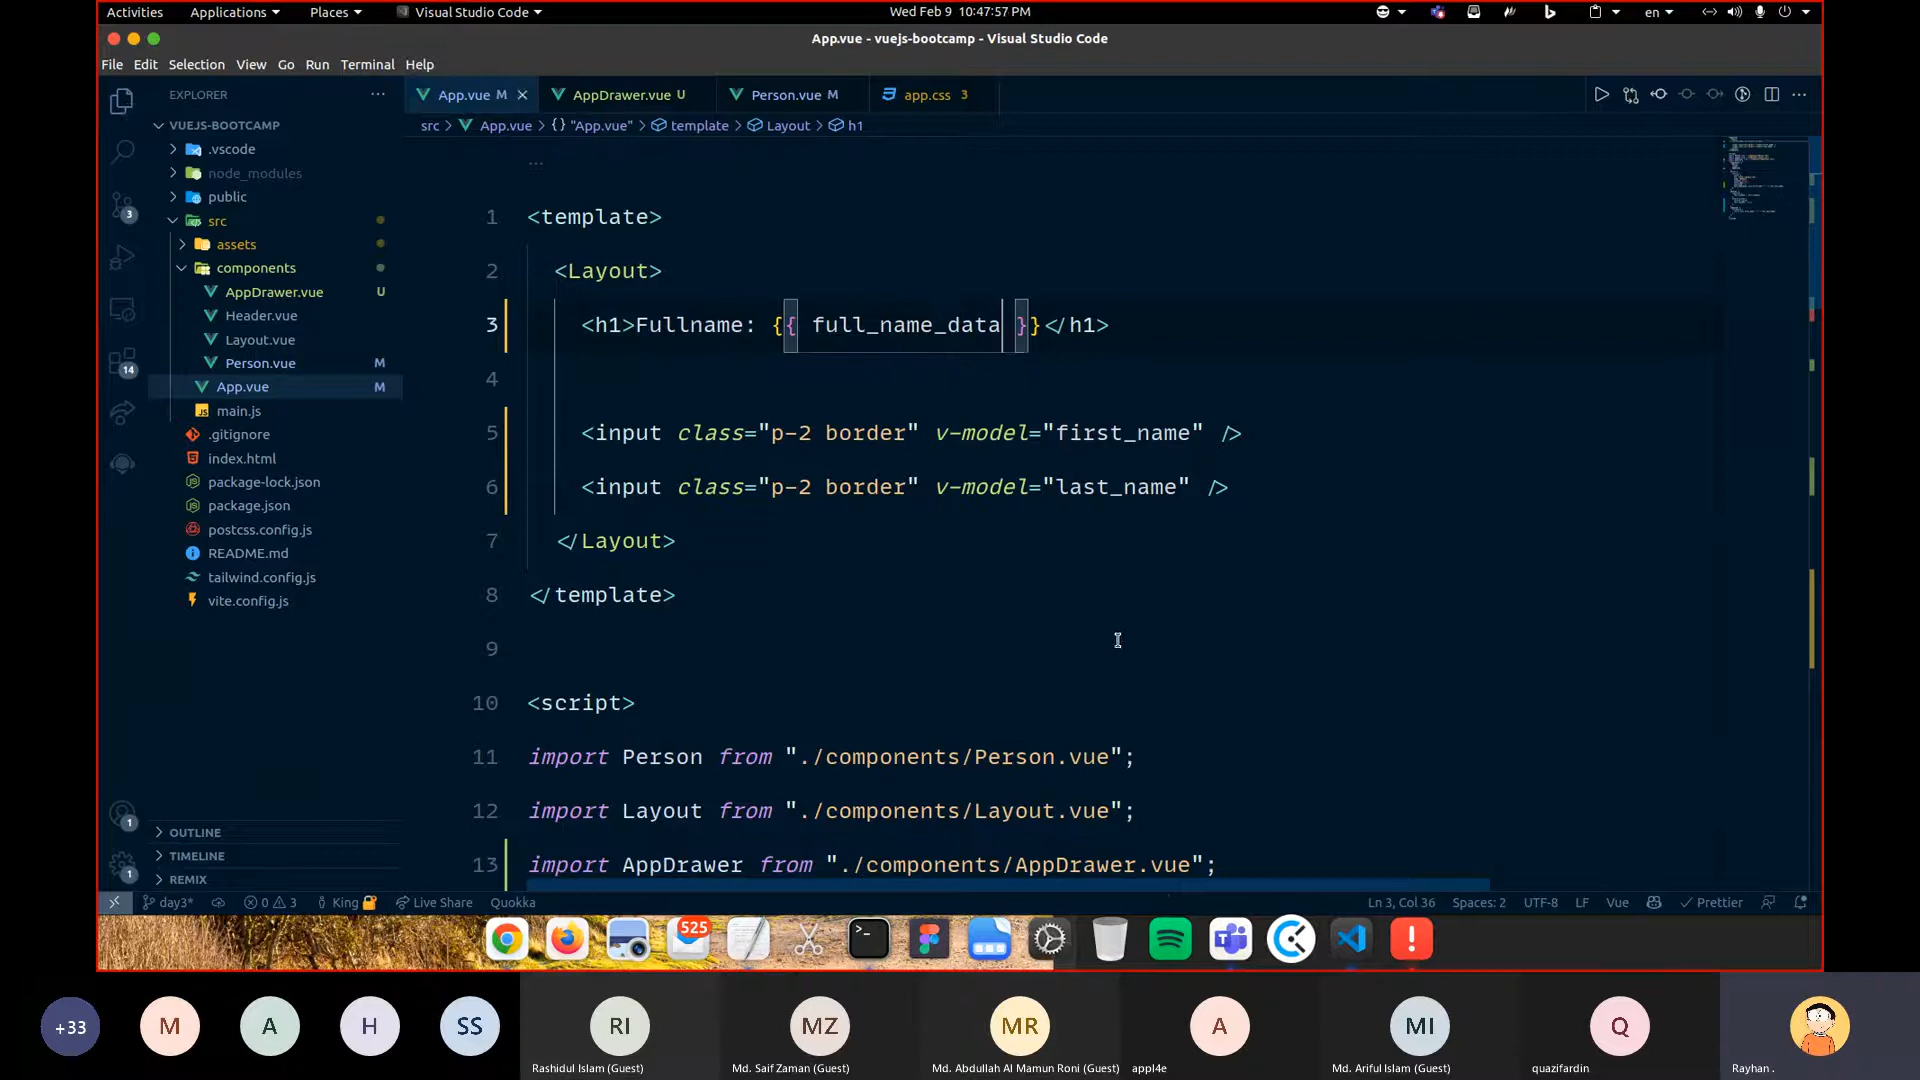 Activities Applications Places Visual Studio Code Wed Feb 9 10:47:57 PM en
App.vue - vuejs-bootcamp - Visual Studio Code
File Edit Selection View Go Run Terminal Help
EXPLORER
App.vue M AppDrawer.vue U Person.vue M app.css 3
src > App.vue > {} "App.vue" > template > Layout > h1
VUEJS-BOOTCAMP
.vscode
node_modules
public
src
assets
components
AppDrawer.vue U
Header.vue
Layout.vue
Person.vue M
App.vue M
main.js
.gitignore
index.html
package-lock.json
package.json
postcss.config.js
README.md
tailwind.config.js
vite.config.js
OUTLINE
TIMELINE
REMIX
3
14
1
1
...
1 <template>
2 <Layout>
3 <h1>Fullname: {{ full_name_data }}</h1>
4
5 <input class="p-2 border" v-model="first_name" />
6 <input class="p-2 border" v-model="last_name" />
7 </Layout>
8 </template>
9
10 <script>
11 import Person from "./components/Person.vue";
12 import Layout from "./components/Layout.vue";
13 import AppDrawer from "./components/AppDrawer.vue";
day3* 0 3 King Live Share Quokka Ln 3, Col 36 Spaces: 2 UTF-8 LF Vue Prettier
525
+33 M A H SS RI MZ MR A MI Q
Rashidul Islam (Guest) Md. Saif Zaman (Guest) Md. Abdullah Al Mamun Roni (Guest) appl4e Md. Ariful Islam (Guest) quazifardin Rayhan .